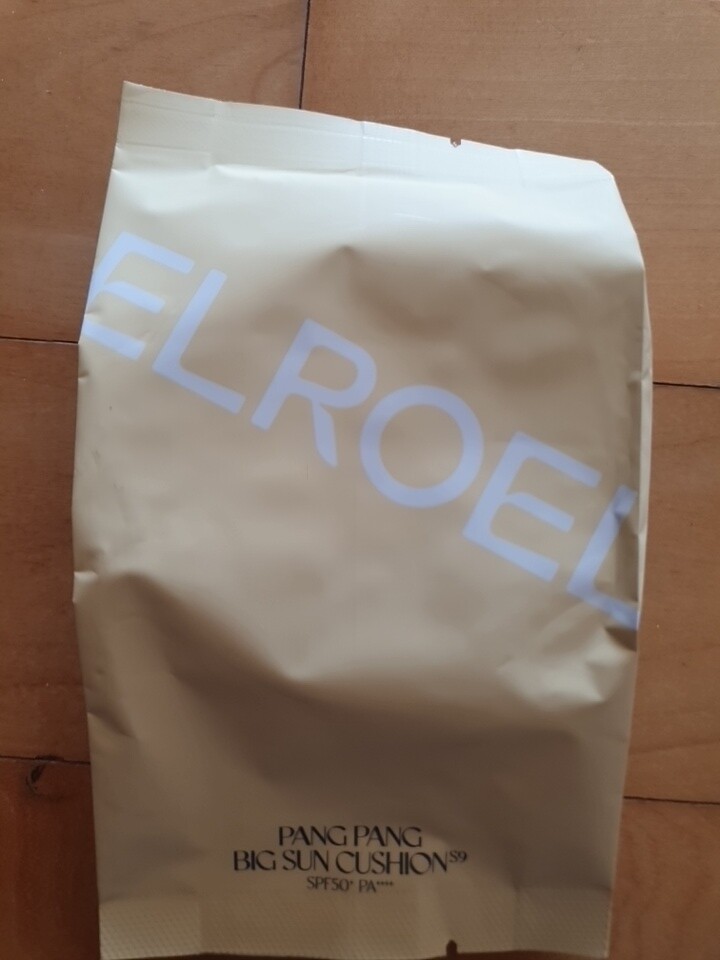 ELROEL
PANG PANG
BIG SUN CUSHION S9
SPF50+ PA++++